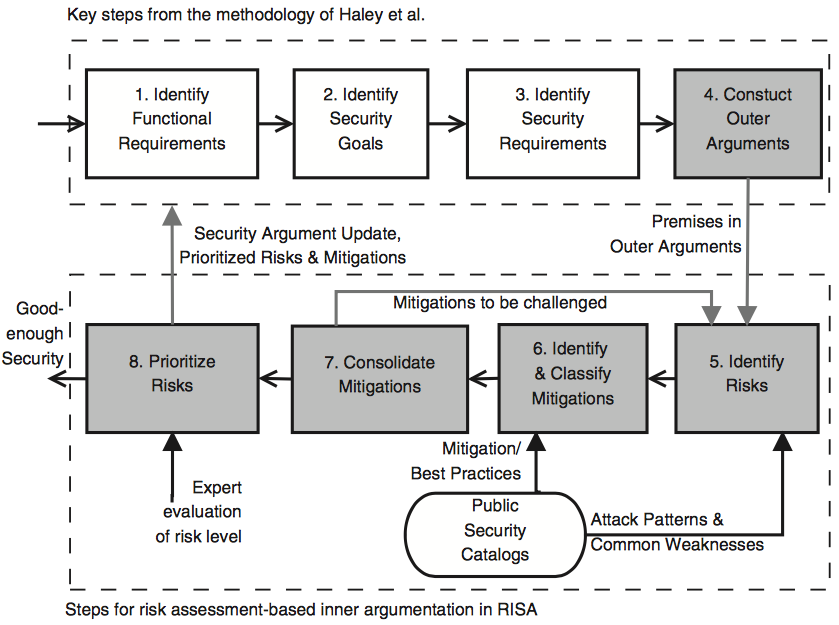 Key steps from the methodology of Haley et al.
1. Identify
Functional
Requirements
2. Identify
Security
Goals
3. Identify
Security
Requirements
4. Constuct
Outer
Arguments
Security Argument Update,
Prioritized Risks & Mitigations
Premises in
Outer Arguments
Mitigations to be challenged
Good-
enough
Security
8. Prioritize
Risks
7. Consolidate
Mitigations
6. Identify
& Classify
Mitigations
5. Identify
Risks
Expert
evaluation
of risk level
Mitigation/
Best Practices
Public
Security
Catalogs
Attack Patterns &
Common Weaknesses
Steps for risk assessment-based inner argumentation in RISA